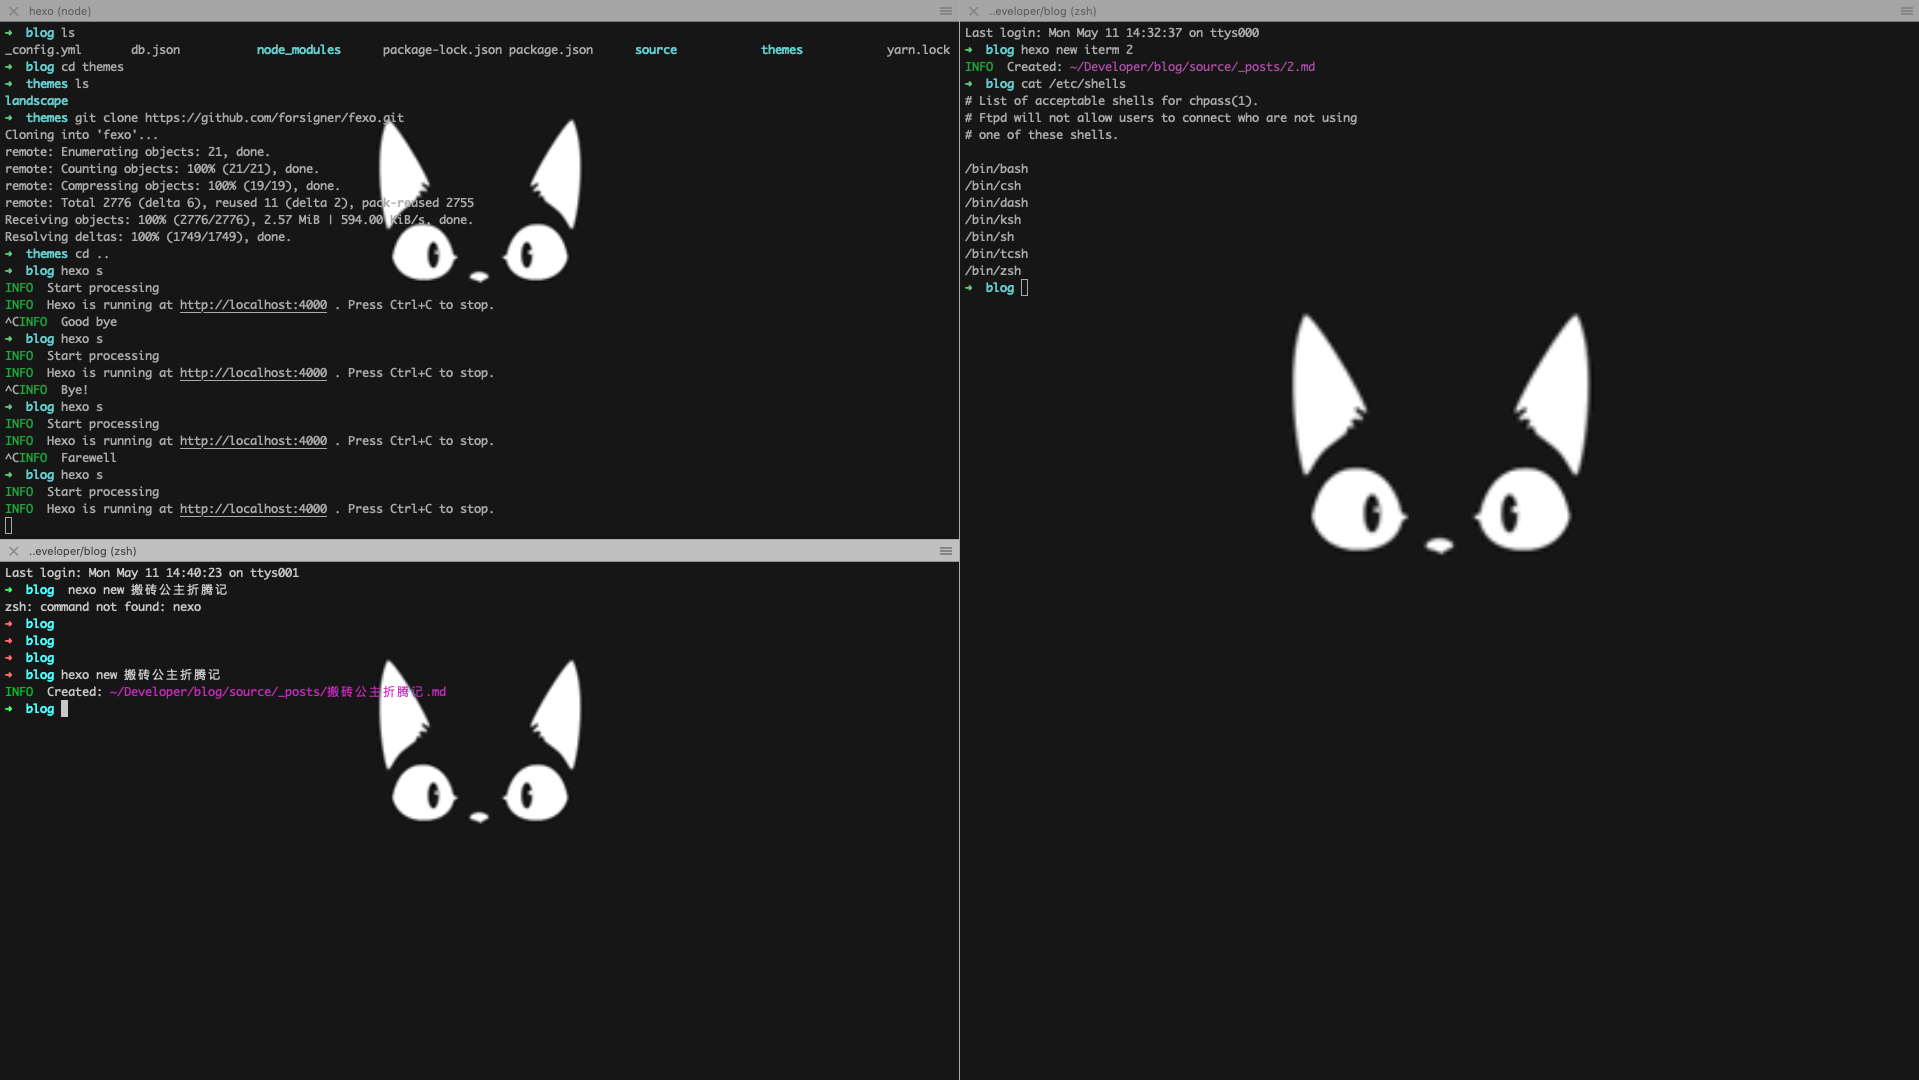 hexo (node)
➜  blog ls
_config.yml       db.json           node_modules      package-lock.json package.json      source            themes            yarn.lock
➜  blog cd themes
➜  themes ls
landscape
➜  themes git clone https://github.com/forsigner/fexo.git
Cloning into 'fexo'...
remote: Enumerating objects: 21, done.
remote: Counting objects: 100% (21/21), done.
remote: Compressing objects: 100% (19/19), done.
remote: Total 2776 (delta 6), reused 11 (delta 2), pack-reused 2755
Receiving objects: 100% (2776/2776), 2.57 MiB | 594.00 KiB/s, done.
Resolving deltas: 100% (1749/1749), done.
➜  themes cd ..
➜  blog hexo s
INFO  Start processing
INFO  Hexo is running at http://localhost:4000 . Press Ctrl+C to stop.
^CINFO  Good bye
➜  blog hexo s
INFO  Start processing
INFO  Hexo is running at http://localhost:4000 . Press Ctrl+C to stop.
^CINFO  Bye!
➜  blog hexo s
INFO  Start processing
INFO  Hexo is running at http://localhost:4000 . Press Ctrl+C to stop.
^CINFO  Farewell
➜  blog hexo s
INFO  Start processing
INFO  Hexo is running at http://localhost:4000 . Press Ctrl+C to stop.
..eveloper/blog (zsh)
Last login: Mon May 11 14:40:23 on ttys001
➜  blog  nexo new 搬砖公主折腾记
zsh: command not found: nexo
➜  blog
➜  blog
➜  blog
➜  blog hexo new 搬砖公主折腾记
INFO  Created: ~/Developer/blog/source/_posts/搬砖公主折腾记.md
➜  blog
..eveloper/blog (zsh)
Last login: Mon May 11 14:32:37 on ttys000
➜  blog hexo new iterm 2
INFO  Created: ~/Developer/blog/source/_posts/2.md
➜  blog cat /etc/shells
# List of acceptable shells for chpass(1).
# Ftpd will not allow users to connect who are not using
# one of these shells.
/bin/bash
/bin/csh
/bin/dash
/bin/ksh
/bin/sh
/bin/tcsh
/bin/zsh
➜  blog